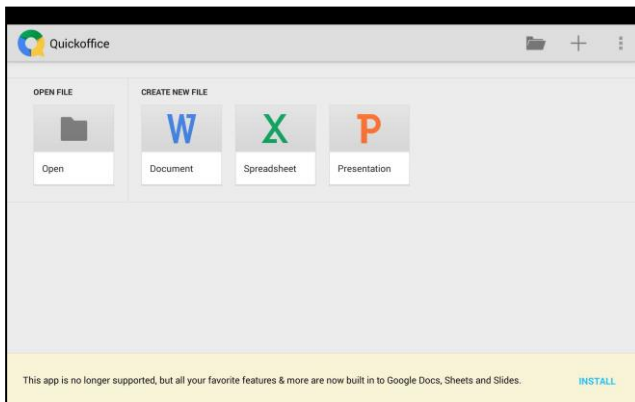 Quickoffice
OPEN FILE
CREATE NEW FILE
W
X
P
Open
Document
Spreadsheet
Presentation
This app is no longer supported, but all your favorite features & more are now built in to Google Docs, Sheets and Slides.
INSTALL